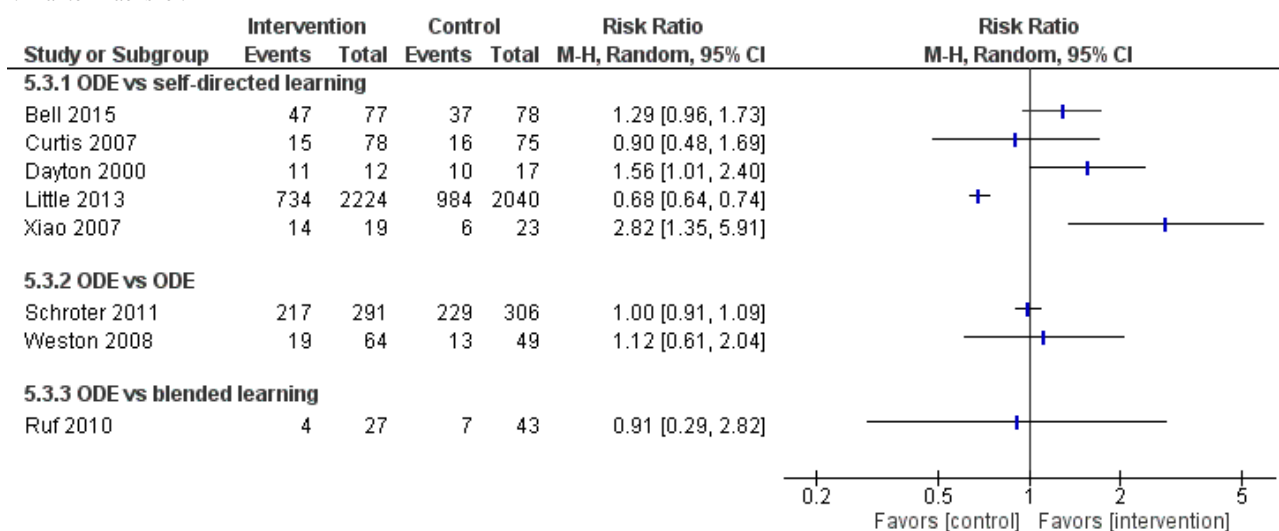 Intervention Control Risk Ratio Risk Ratio
Study or Subgroup Events Total Events Total M-H, Random, 95% CI M-H, Random, 95% CI
5.3.1 ODE vs self-directed learning
Bell 2015 47 77 37 78 1.29 [0.96, 1.73]
Curtis 2007 15 78 16 75 0.90 [0.48, 1.69]
Dayton 2000 11 12 10 17 1.56 [1.01, 2.40]
Little 2013 734 2224 984 2040 0.68 [0.64, 0.74]
Xiao 2007 14 19 6 23 2.82 [1.35, 5.91]
5.3.2 ODE vs ODE
Schroter 2011 217 291 229 306 1.00 [0.91, 1.09]
Weston 2008 19 64 13 49 1.12 [0.61, 2.04]
5.3.3 ODE vs blended learning
Ruf 2010 4 27 7 43 0.91 [0.29, 2.82]
0.2 0.5 1 2 5
Favors [control] Favors [intervention]